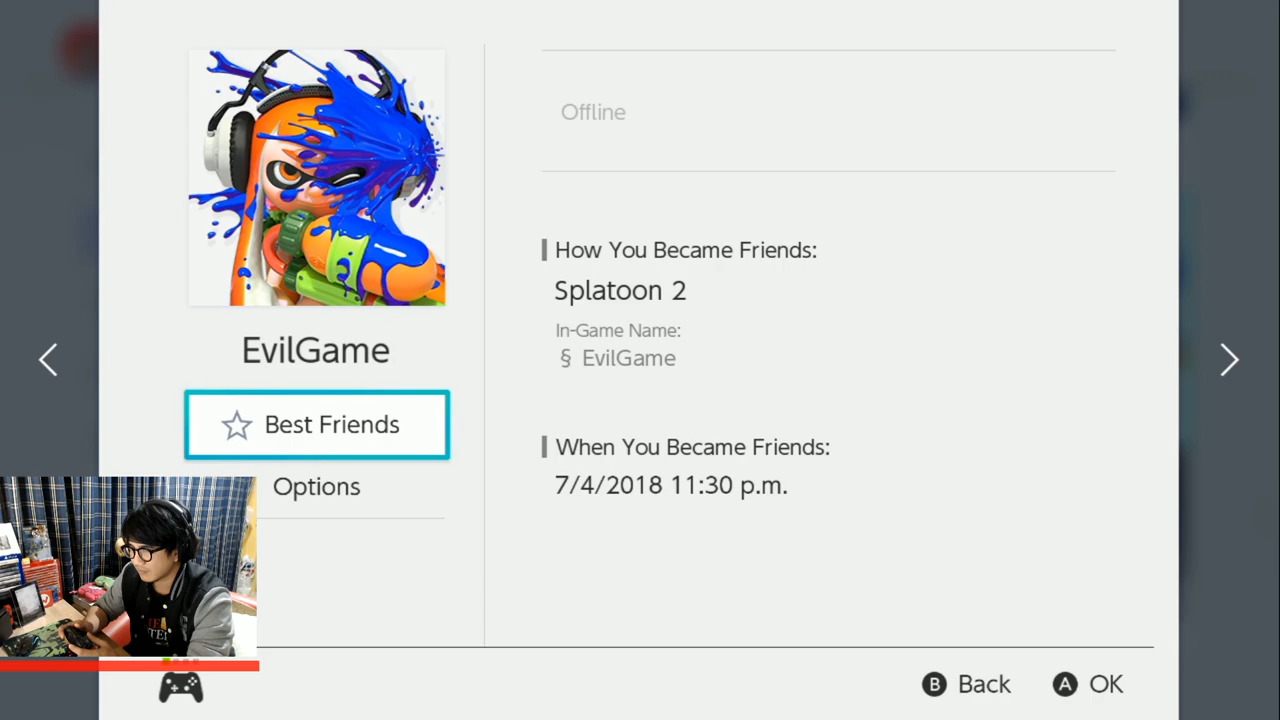 Offline
EvilGame
Best Friends
Options
How You Became Friends:
Splatoon 2
In-Game Name:
§ EvilGame
When You Became Friends:
7/4/2018 11:30 p.m.
B Back
A OK